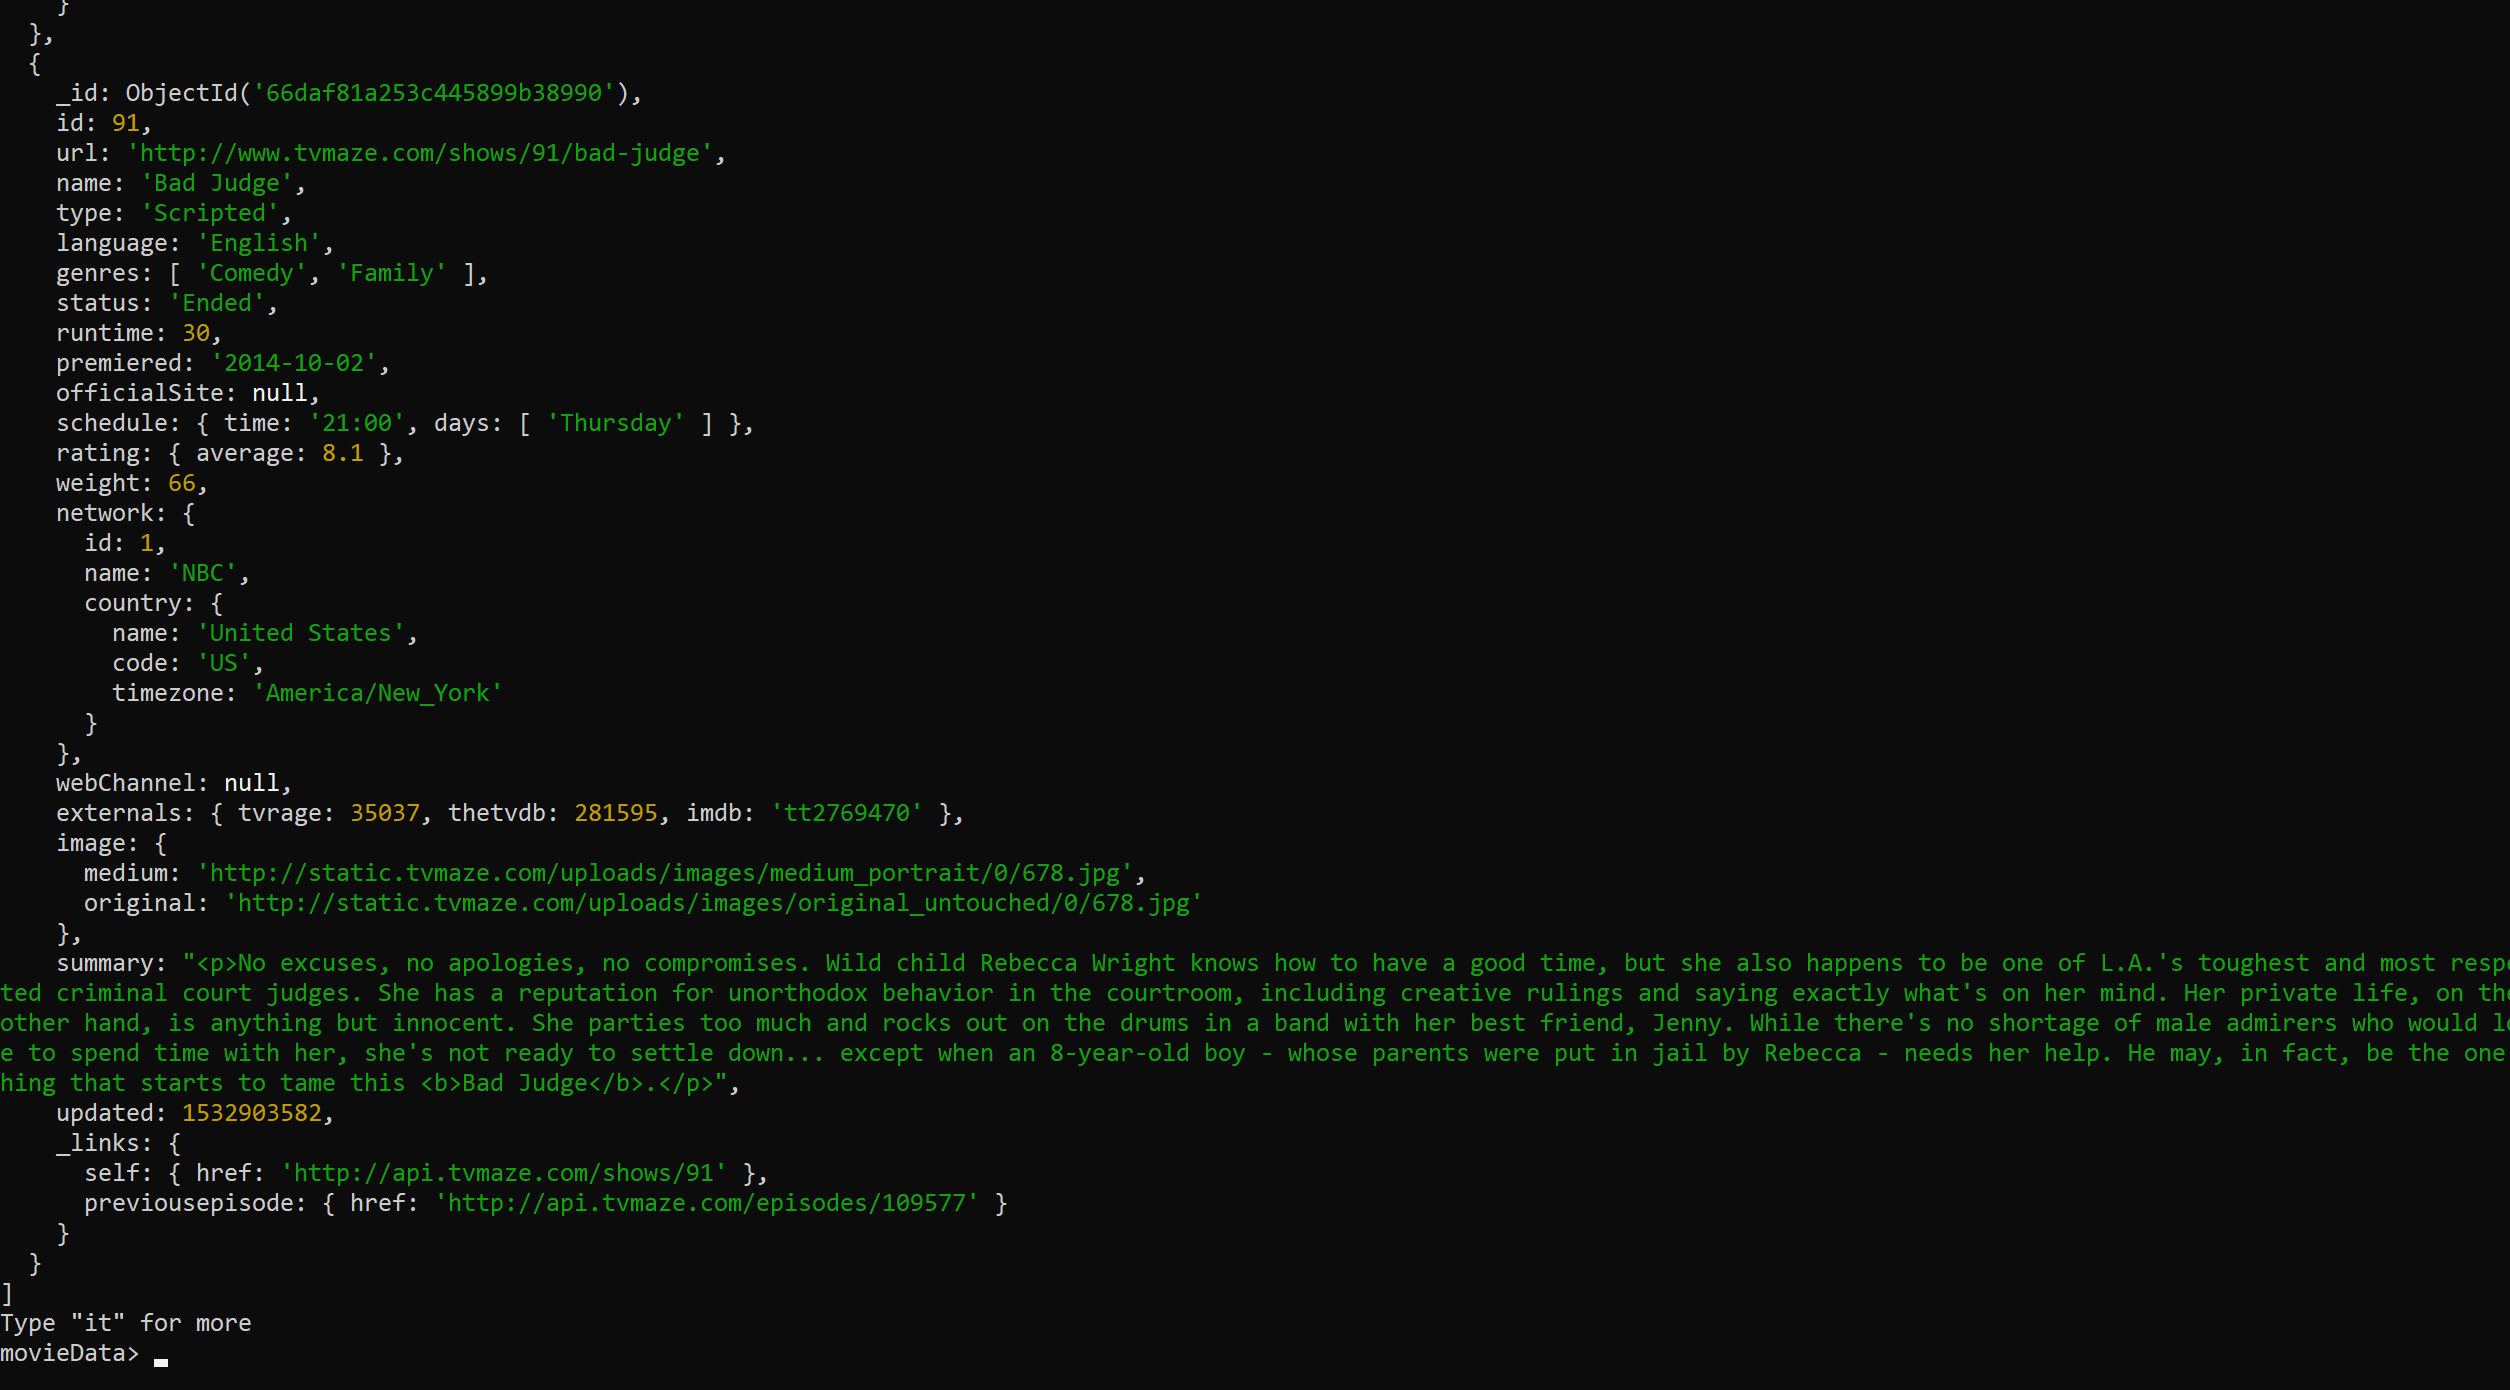 }
  },
  {
    _id: ObjectId('66daf81a253c445899b38990'),
    id: 91,
    url: 'http://www.tvmaze.com/shows/91/bad-judge',
    name: 'Bad Judge',
    type: 'Scripted',
    language: 'English',
    genres: [ 'Comedy', 'Family' ],
    status: 'Ended',
    runtime: 30,
    premiered: '2014-10-02',
    officialSite: null,
    schedule: { time: '21:00', days: [ 'Thursday' ] },
    rating: { average: 8.1 },
    weight: 66,
    network: {
      id: 1,
      name: 'NBC',
      country: {
        name: 'United States',
        code: 'US',
        timezone: 'America/New_York'
      }
    },
    webChannel: null,
    externals: { tvrage: 35037, thetvdb: 281595, imdb: 'tt2769470' },
    image: {
      medium: 'http://static.tvmaze.com/uploads/images/medium_portrait/0/678.jpg',
      original: 'http://static.tvmaze.com/uploads/images/original_untouched/0/678.jpg'
    },
    summary: "<p>No excuses, no apologies, no compromises. Wild child Rebecca Wright knows how to have a good time, but she also happens to be one of L.A.'s toughest and most resp
ted criminal court judges. She has a reputation for unorthodox behavior in the courtroom, including creative rulings and saying exactly what's on her mind. Her private life, on the
other hand, is anything but innocent. She parties too much and rocks out on the drums in a band with her best friend, Jenny. While there's no shortage of male admirers who would lo
e to spend time with her, she's not ready to settle down... except when an 8-year-old boy - whose parents were put in jail by Rebecca - needs her help. He may, in fact, be the one
hing that starts to tame this <b>Bad Judge</b>.</p>",
    updated: 1532903582,
    _links: {
      self: { href: 'http://api.tvmaze.com/shows/91' },
      previousepisode: { href: 'http://api.tvmaze.com/episodes/109577' }
    }
  }
]
Type "it" for more
movieData>